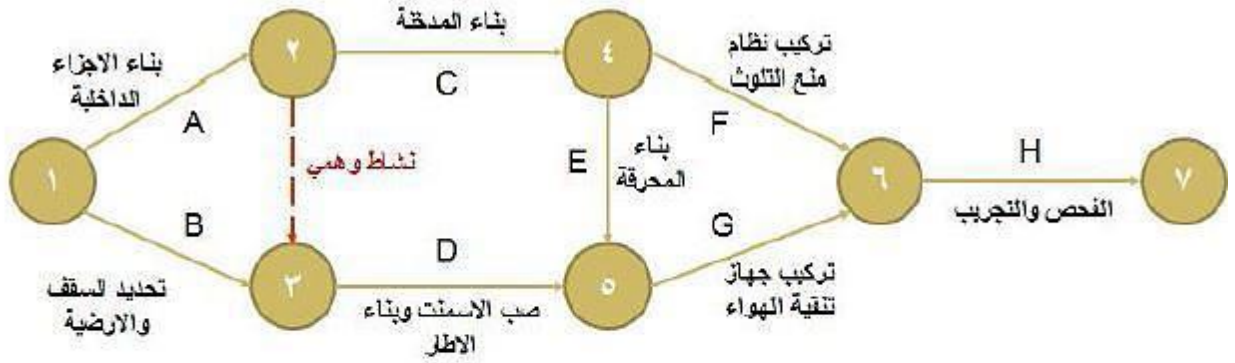 بناء الاجزاء
الداخلية
A
١
B
تحديد السقف
والارضية
٢
نشاط وهمي
٣
بناء المدخنة
C
D
صب الاسمنت وبناء
الاطار
٤
E
بناء
المحرقة
٥
تركيب نظام
منع التلوث
F
G
تركيب جهاز
تنقية الهواء
٦
H
الفحص والتجريب
٧